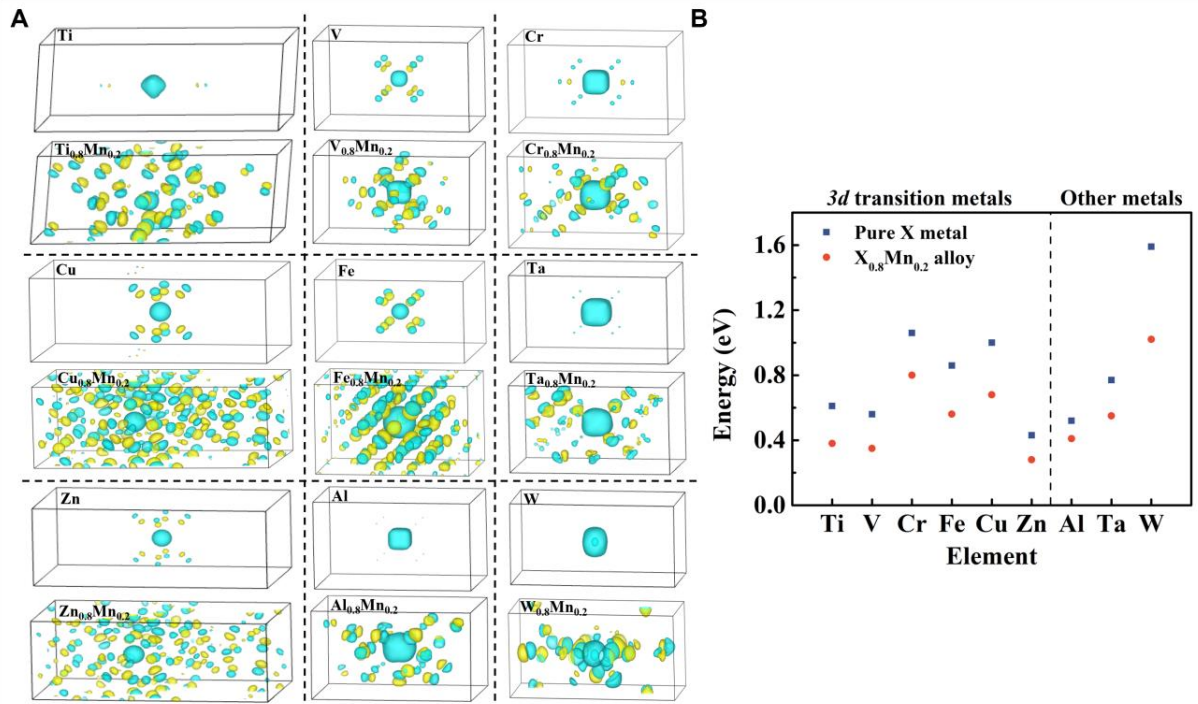 A
Ti
V
Cr
Ti0.8Mn0.2
V0.8Mn0.2
Cr0.8Mn0.2
Cu
Fe
Ta
Cu0.8Mn0.2
Fe0.8Mn0.2
Ta0.8Mn0.2
Zn
Al
W
Zn0.8Mn0.2
Al0.8Mn0.2
W0.8Mn0.2
B
3d transition metals
Other metals
Pure X metal
X0.8Mn0.2 alloy
Energy (eV)
1.6
1.2
0.8
0.4
0.0
Ti V Cr Fe Cu Zn Al Ta W
Element